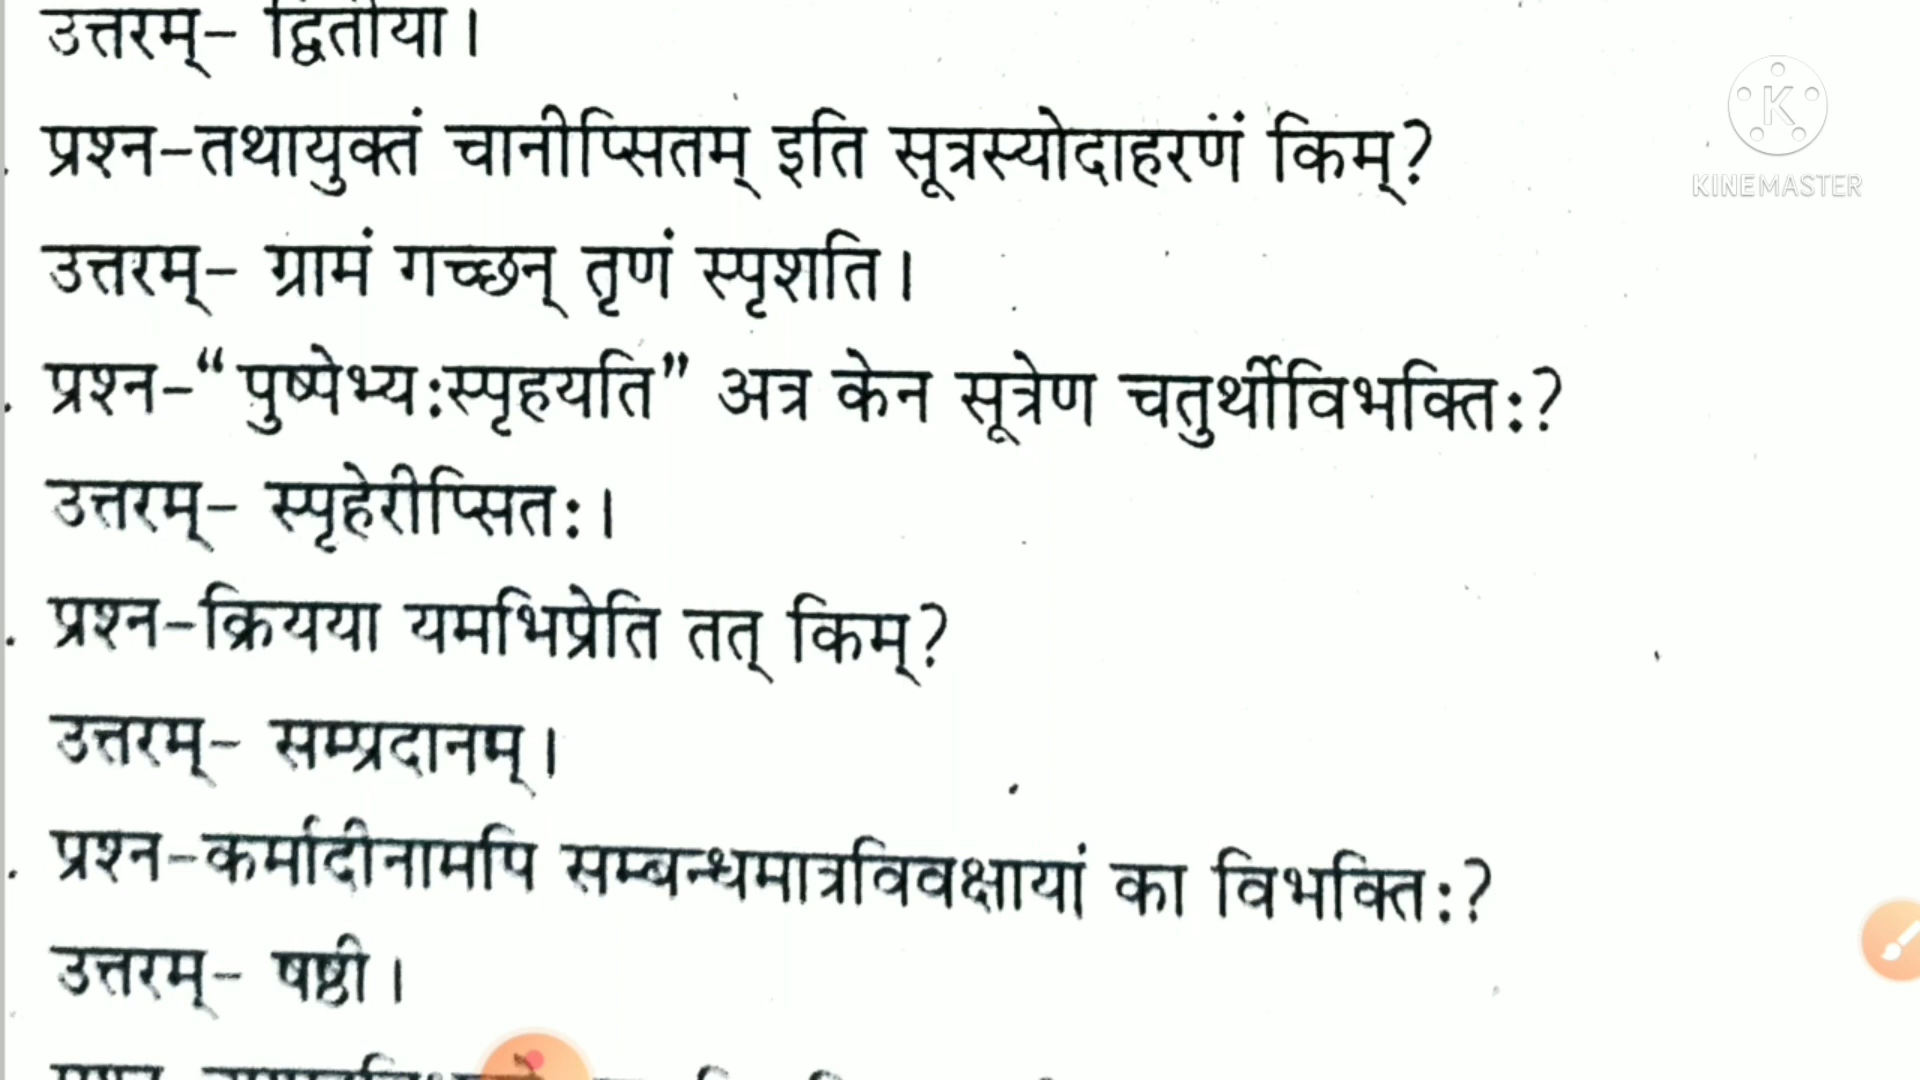 उत्तरम्- द्वितीया।
प्रश्न-तथायुक्तं चानीप्सितम् इति सूत्रस्योदाहरणं किम्?
KINEMASTER
उत्तरम्- ग्रामं गच्छन् तृणं स्पृशति।
प्रश्न-“पुष्पेभ्य:स्पृहयति” अत्र केन सूत्रेण चतुर्थीविभक्ति:?
उत्तरम्- स्पृहेरीप्सित:।
प्रश्न-क्रियया यमभिप्रेति तत् किम्?
उत्तरम्- सम्प्रदानम्।
प्रश्न-कर्मादीनामपि सम्बन्धमात्रविवक्षायां का विभक्ति:?
उत्तरम्- षष्ठी।